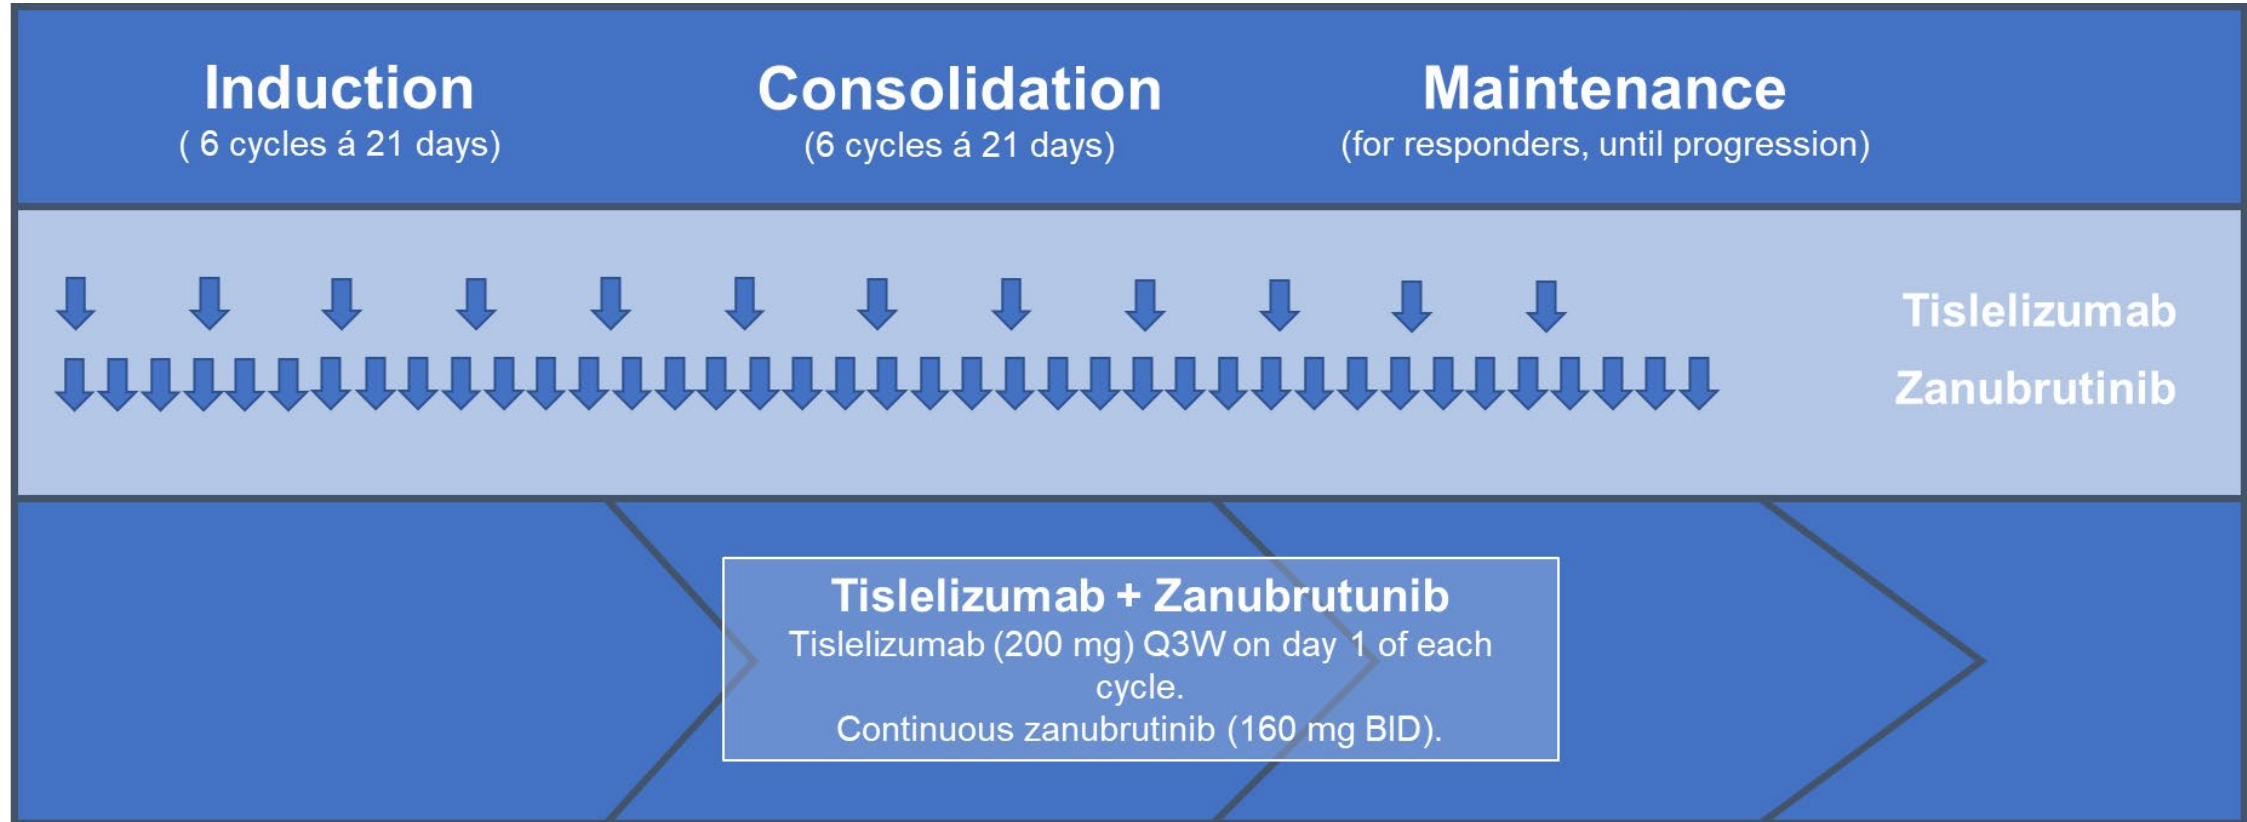 Induction
( 6 cycles á 21 days)
Consolidation
(6 cycles á 21 days)
Maintenance
(for responders, until progression)
Tislelizumab
Zanubrutinib
Tislelizumab + Zanubrutunib
Tislelizumab (200 mg) Q3W on day 1 of each
cycle.
Continuous zanubrutinib (160 mg BID).